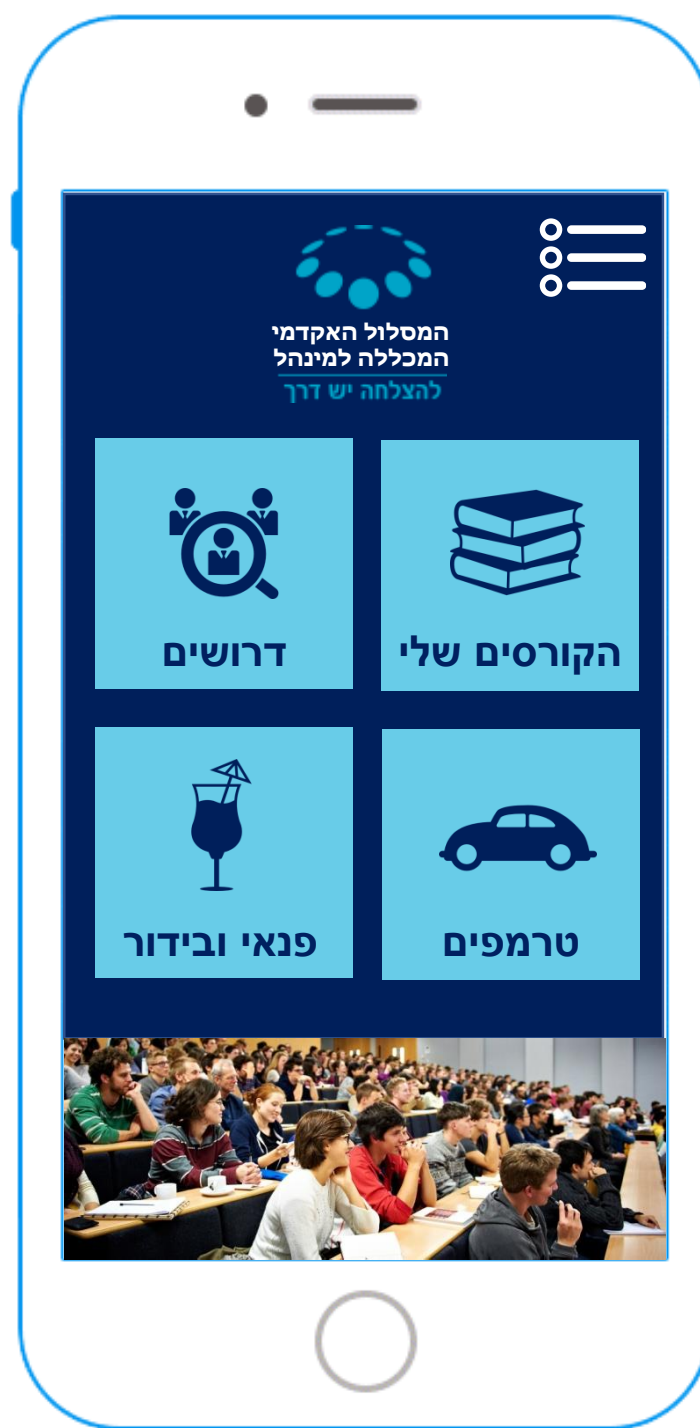 המסלול האקדמי
המכללה למינהל
להצלחה יש דרך
הקורסים שלי
דרושים
טרמפים
פנאי ובידור